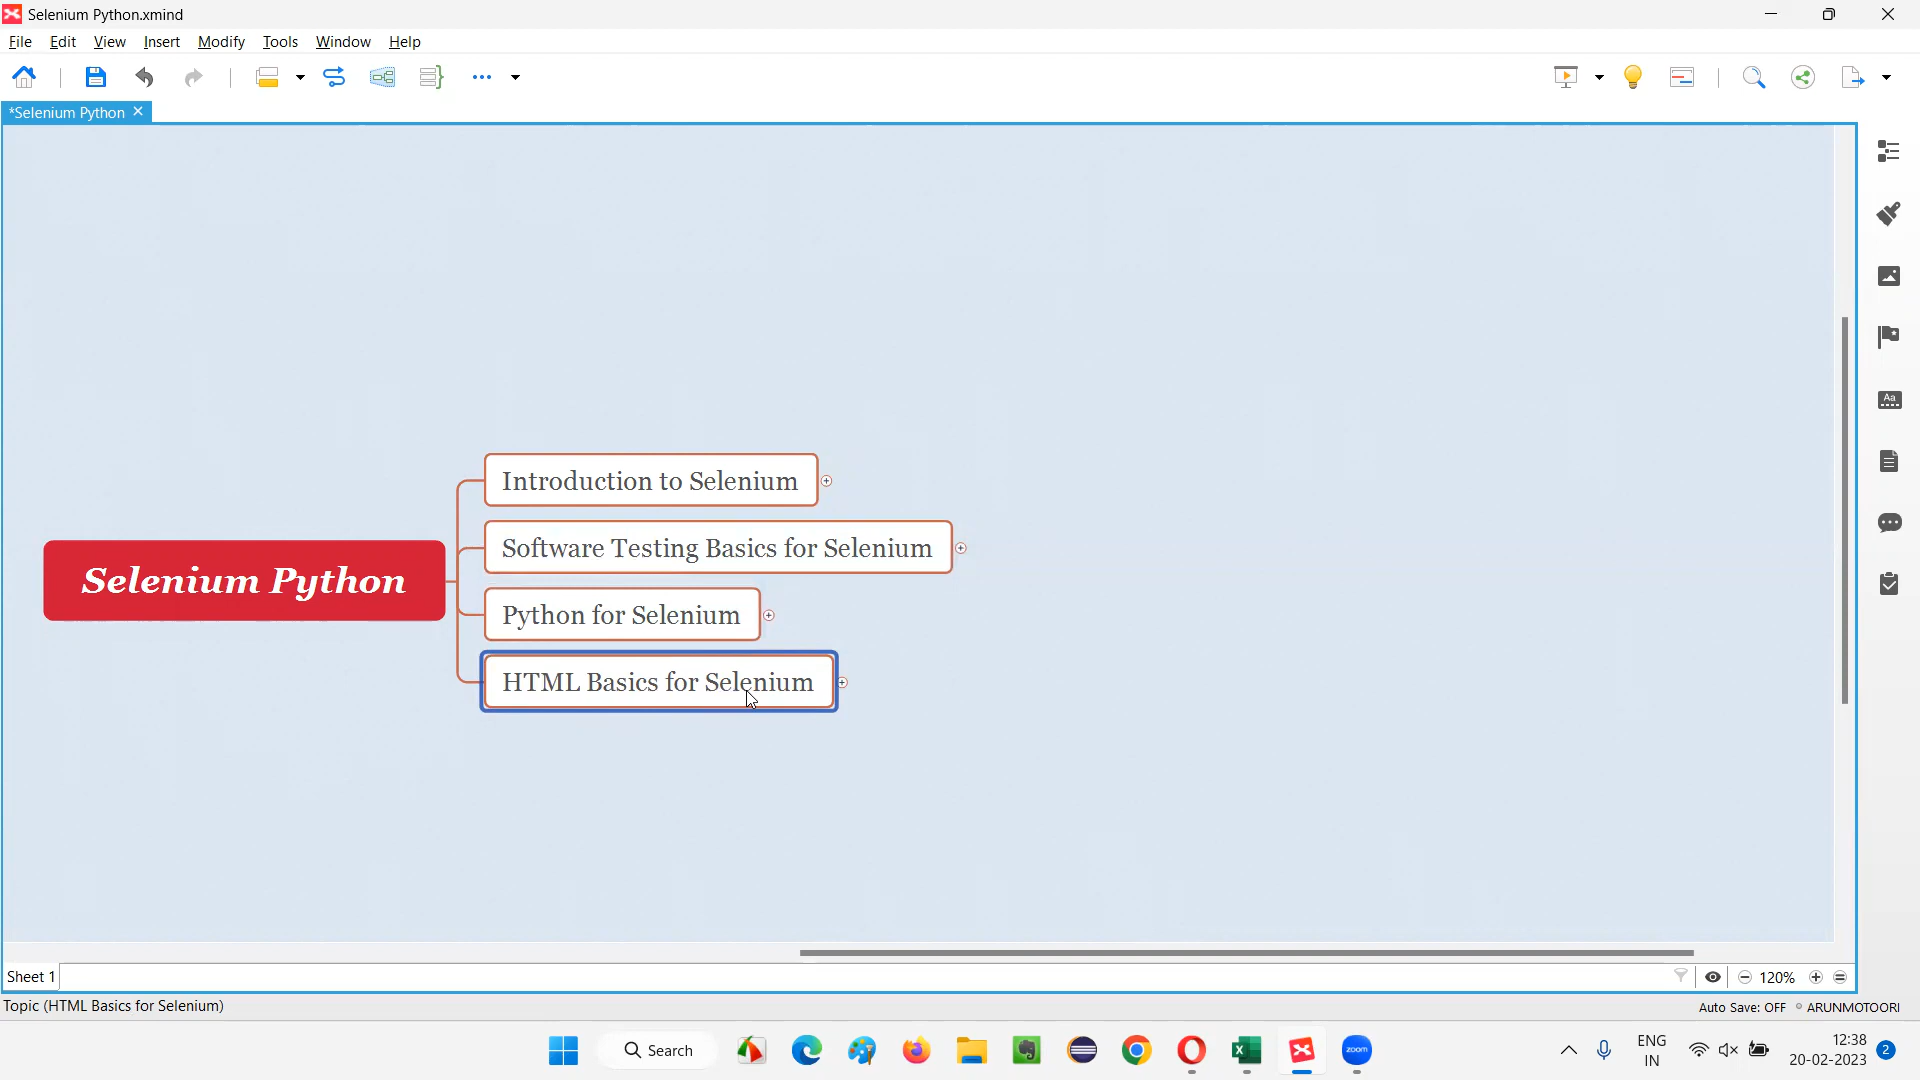 Selenium Python.xmind
File Edit View Insert Modify Tools Window Help
*Selenium Python
Introduction to Selenium
Software Testing Basics for Selenium
Selenium Python
Python for Selenium
HTML Basics for Selenium
Sheet 1
120%
Topic (HTML Basics for Selenium)
Auto Save: OFF ARUNMOTOORI
Search
zoom
ENG
IN
12:38
20-02-2023
2
Aa